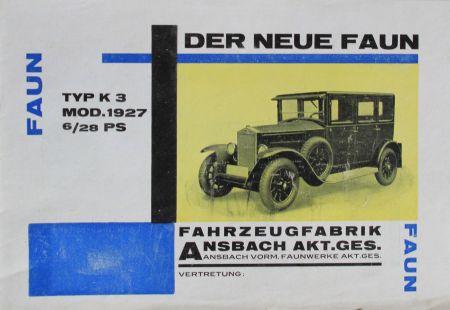 DER NEUE FAUN
FAUN
TYP K 3
MOD.1927
6/28 PS
FAHRZEUGFABRIK
ANSBACH AKT.GES.
ANSBACH VORM. FAUNWERKE AKT.GES.
VERTRETUNG:
FAUN